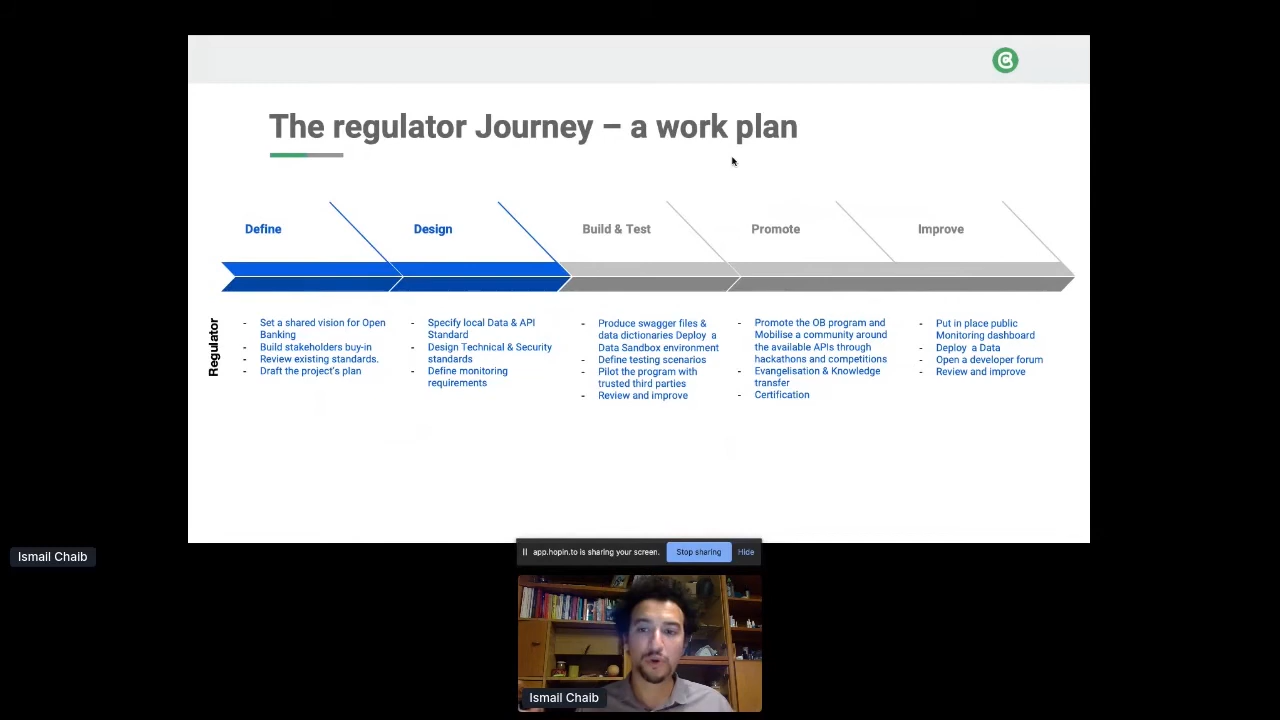 The regulator Journey – a work plan
Define
Design
Build & Test
Promote
Improve
Regulator
- Set a shared vision for Open
Banking
- Build stakeholders buy-in
- Review existing standards.
- Draft the project's plan
- Specify local Data & API
Standard
- Design Technical & Security
standards
- Define monitoring
requirements
- Produce swagger files &
data dictionaries Deploy a
Data Sandbox environment
- Define testing scenarios
- Pilot the program with
trusted third parties
- Review and improve
- Promote the OB program and
Mobilise a community around
the available APIs through
hackathons and competitions
- Evangelisation & Knowledge
transfer
- Certification
- Put in place public
Monitoring dashboard
- Deploy a Data
- Open a developer forum
- Review and improve
Ismail Chaib
app.hopin.to is sharing your screen.
Stop sharing
Hide
Ismail Chaib